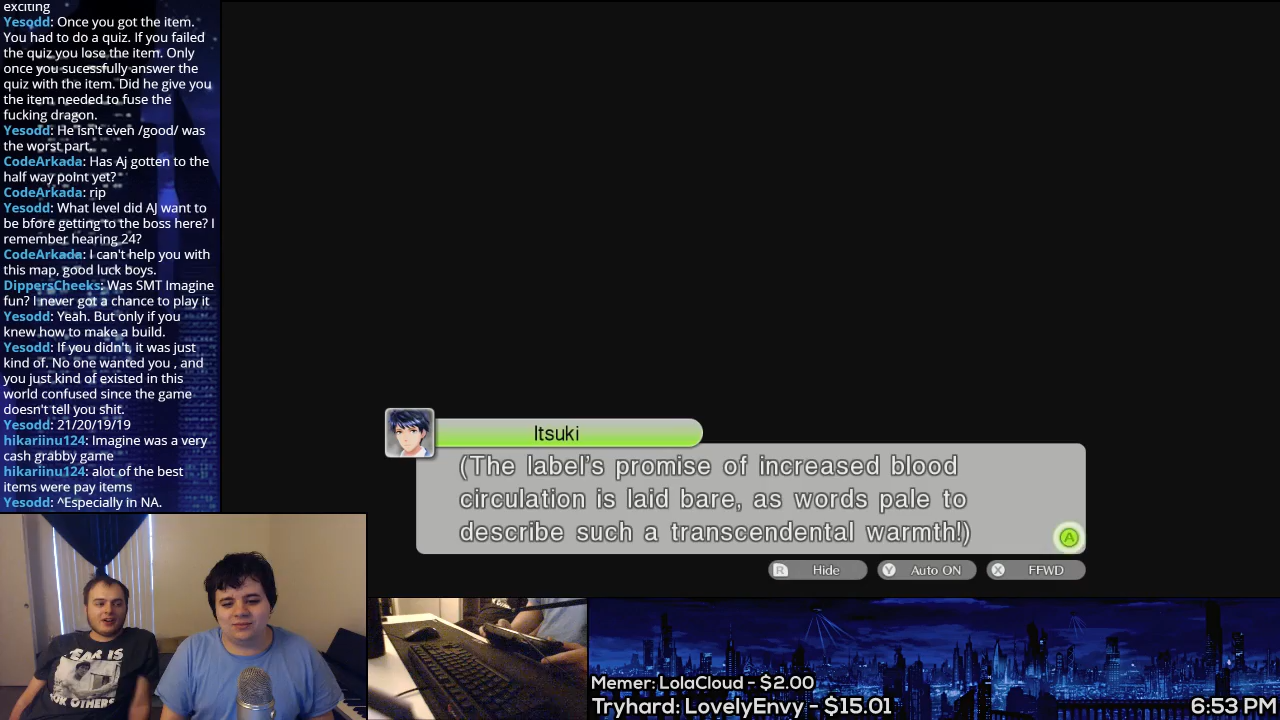 exciting
Yesodd: Once you got the item.
You had to do a quiz. If you failed
the quiz you lose the item. Only
once you sucessfully answer the
quiz with the item. Did he give you
the item needed to fuse the
fucking dragon.
Yesodd: He isn't even /good/ was
the worst part.
CodeArkada: Has Aj gotten to the
half way point yet?
CodeArkada: rip
Yesodd: What level did AJ want to
be bfore getting to the boss here? I
remember hearing 24?
CodeArkada: I can't help you with
this map, good luck boys.
DippersCheeks: Was SMT Imagine
fun? I never got a chance to play it
Yesodd: Yeah. But only if you
knew how to make a build.
Yesodd: If you didn't, it was just
kind of. No one wanted you , and
you just kind of existed in this
world confused since the game
doesn't tell you shit
Yesodd: 21/20/19/19
hikariinu124: Imagine was a very
cash grabby game
hikariinu124: alot of the best
items were pay items
Yesodd: ^Especially in NA.
Itsuki
(The label's promise of increased blood
circulation is laid bare, as words pale to
describe such a transcendental warmth!)
A
R Hide Y Auto ON X FFWD
Memer: LolaCloud - $2.00
Tryhard: LovelyEnvy - $15.01
6:53 PM